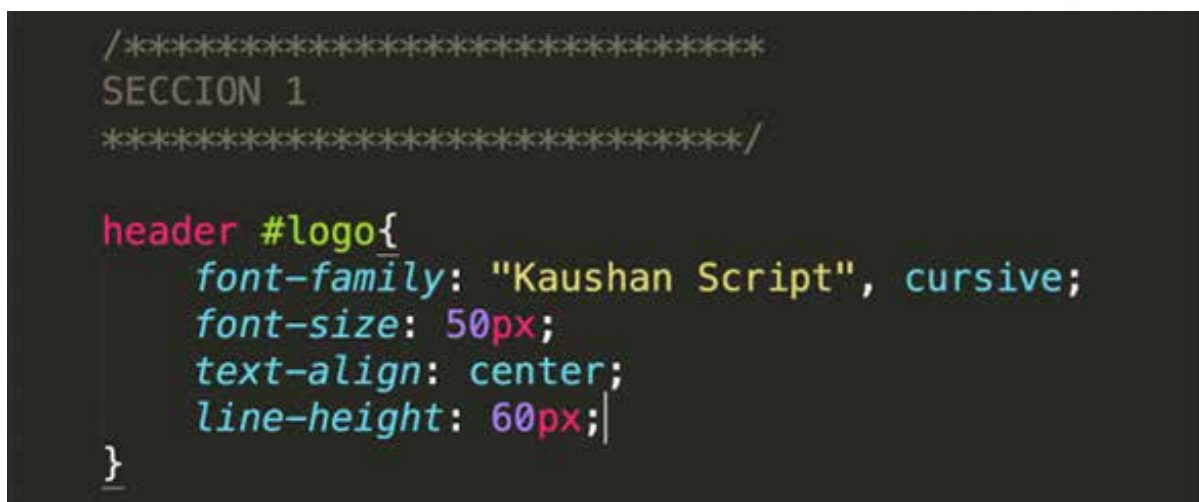 /****************************
SECCION 1
****************************/
header #logo{
font-family: "Kaushan Script", cursive;
font-size: 50px;
text-align: center;
line-height: 60px;
}